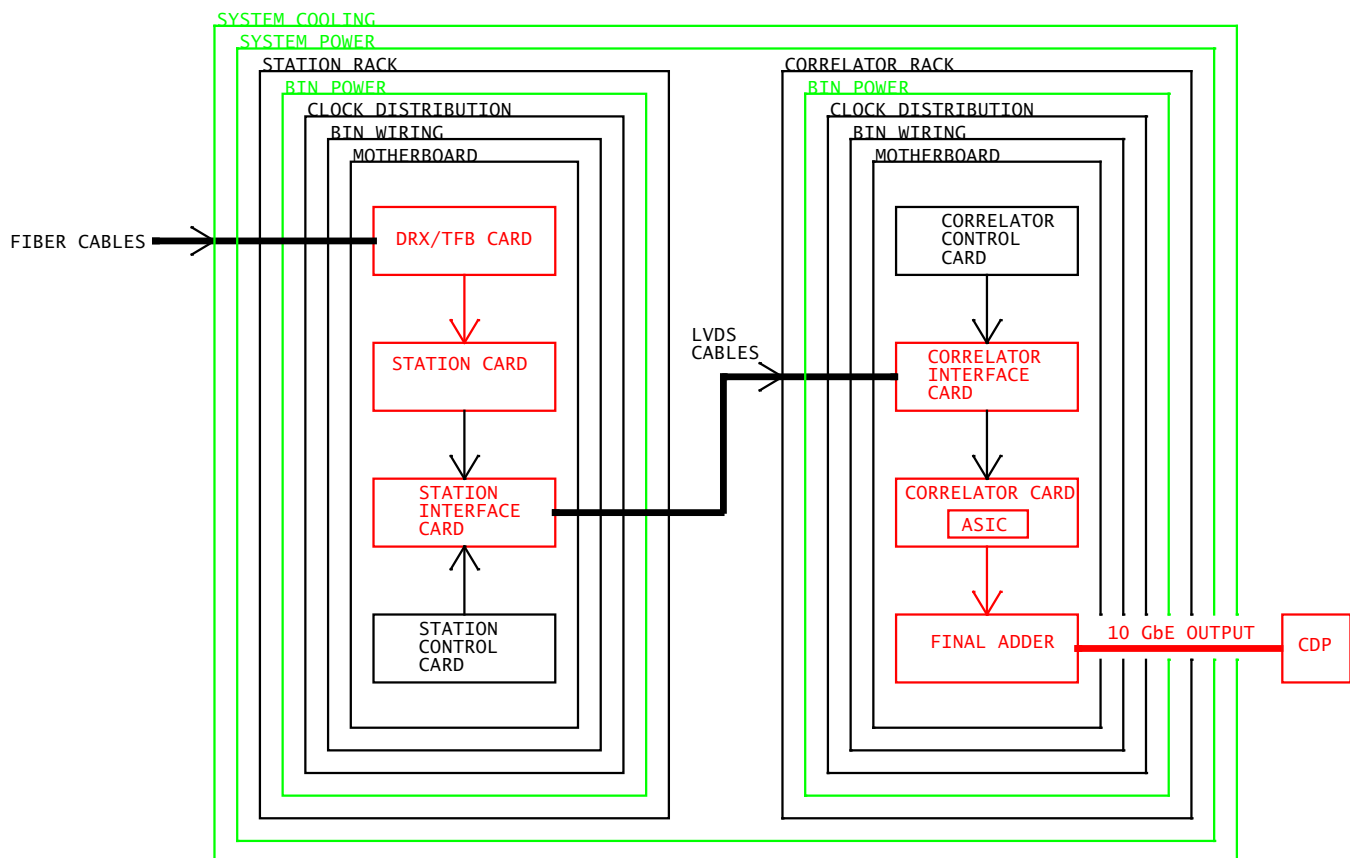 SYSTEM COOLING
SYSTEM POWER
STATION RACK
BIN POWER
CLOCK DISTRIBUTION
BIN WIRING
MOTHERBOARD
FIBER CABLES
DRX/TFB CARD
STATION CARD
STATION
INTERFACE
CARD
STATION
CONTROL
CARD
LVDS
CABLES
CORRELATOR RACK
BIN POWER
CLOCK DISTRIBUTION
BIN WIRING
MOTHERBOARD
CORRELATOR
CONTROL
CARD
CORRELATOR
INTERFACE
CARD
CORRELATOR CARD
ASIC
FINAL ADDER
10 GbE OUTPUT
CDP